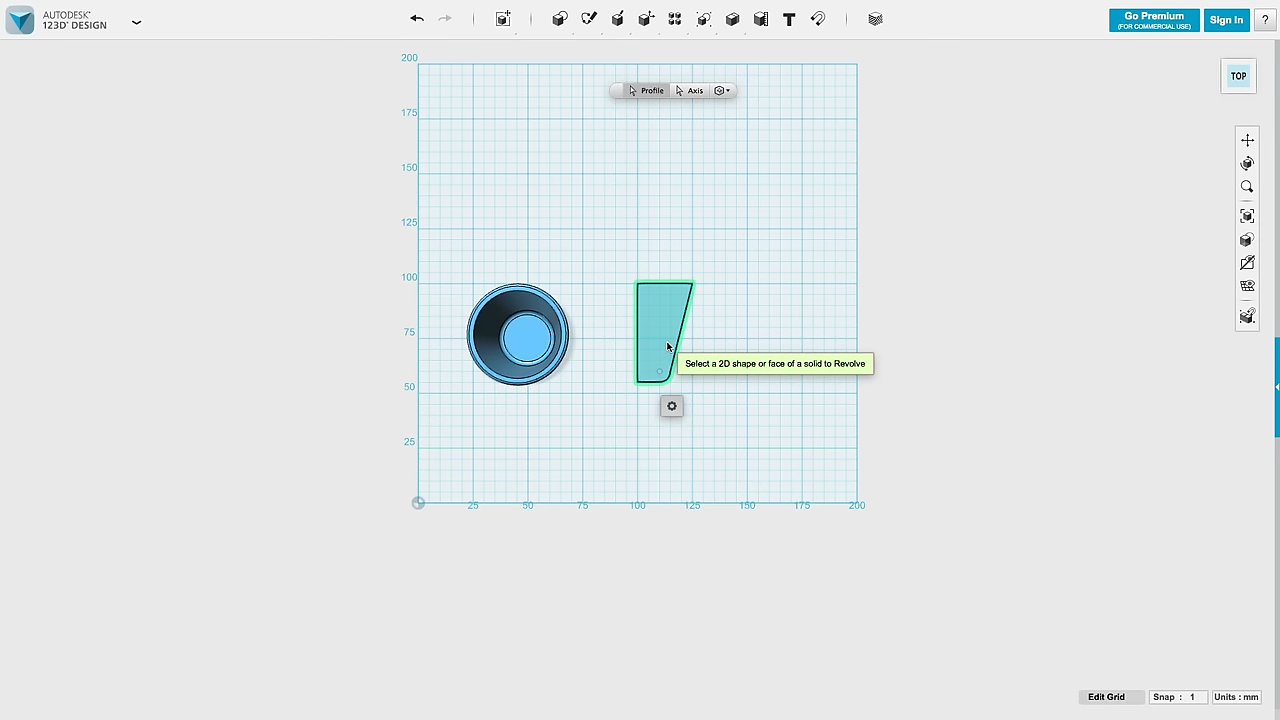 AUTODESK®
123D® DESIGN
T
Go Premium
(FOR COMMERCIAL USE)
Sign In
?
TOP
Profile
Axis
200
175
150
125
100
75
50
25
25
50
75
100
125
150
175
200
Select a 2D shape or face of a solid to Revolve
Edit Grid
Snap : 1
Units : mm